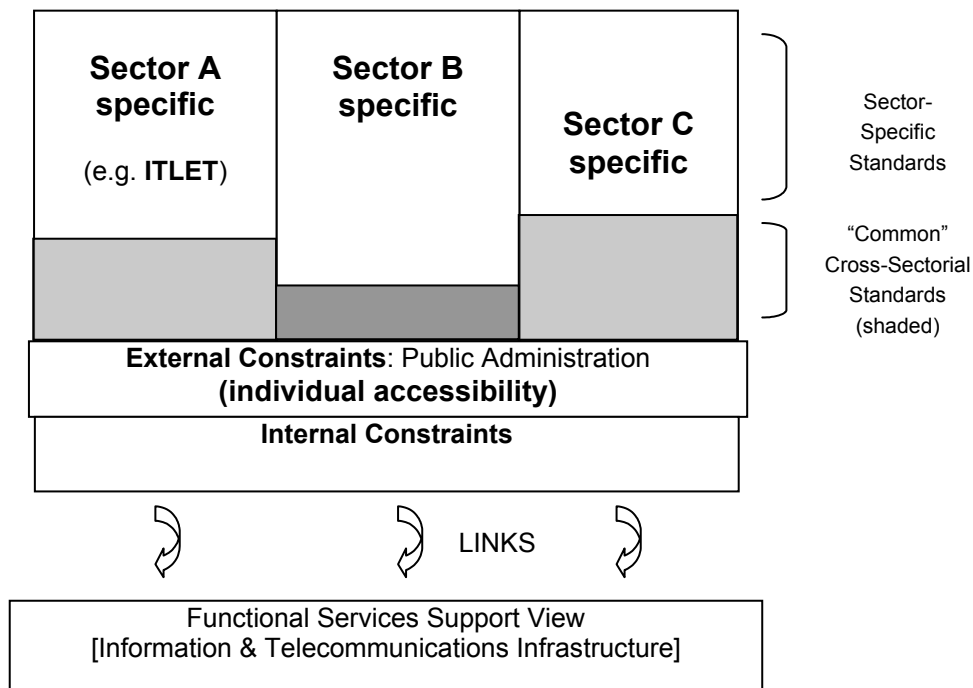 Sector A
specific
(e.g. ITLET)
Sector B
specific
Sector C
specific
Sector-
Specific
Standards
“Common”
Cross-Sectorial
Standards
(shaded)
External Constraints: Public Administration
(individual accessibility)
Internal Constraints
LINKS
Functional Services Support View
[Information & Telecommunications Infrastructure]